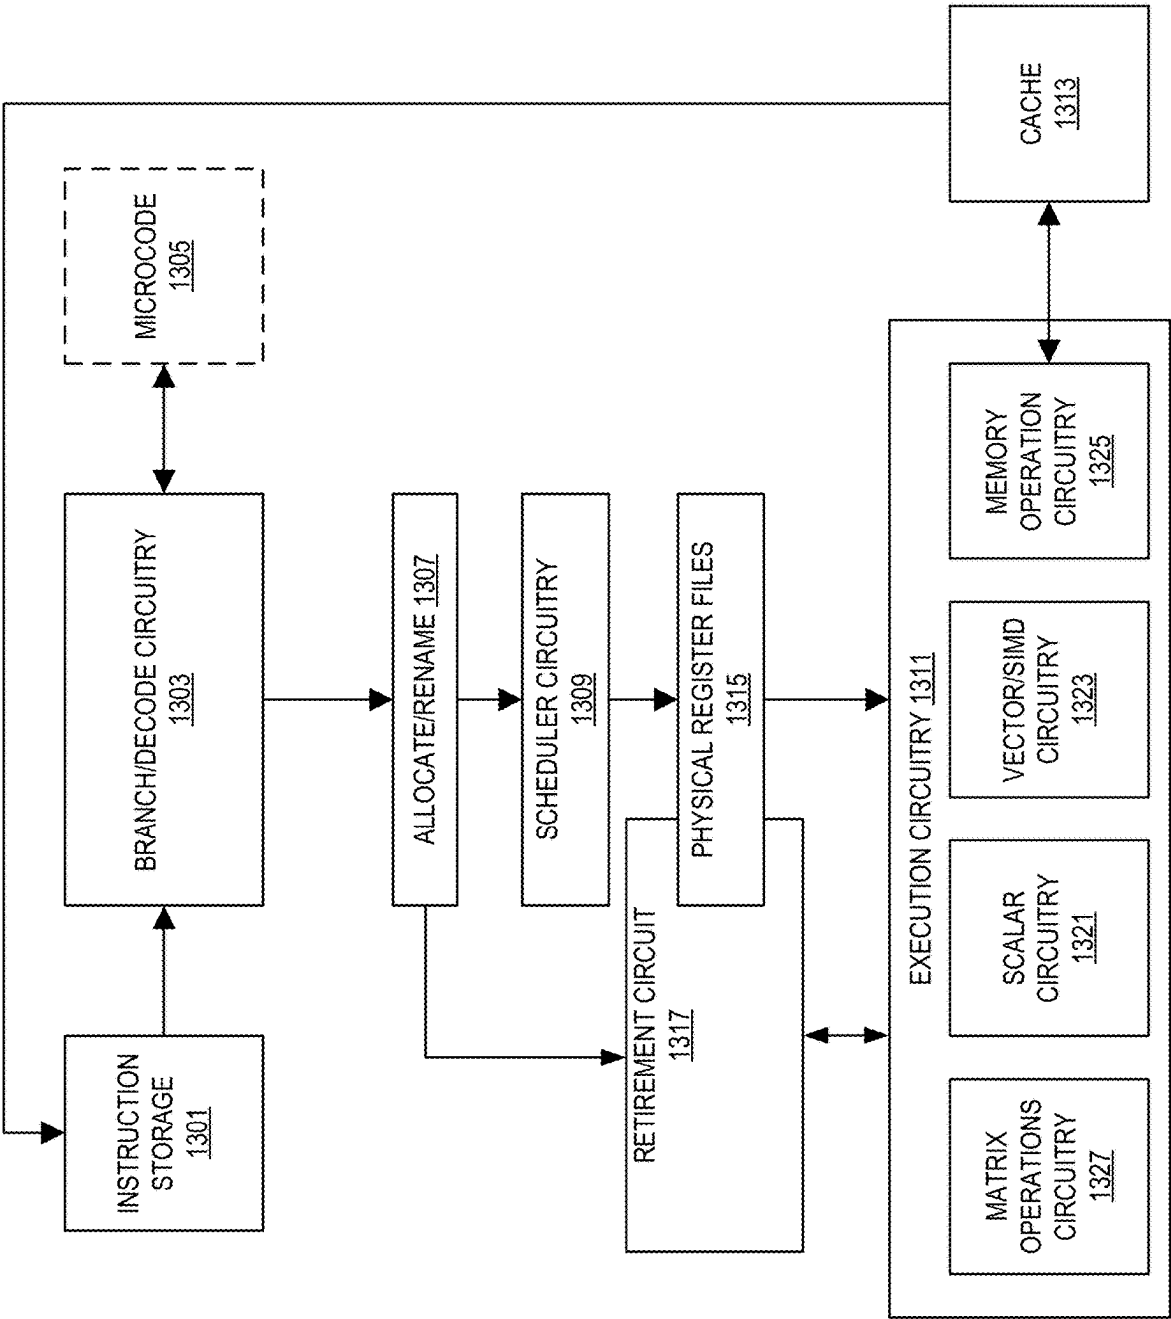 INSTRUCTION
STORAGE
1301
BRANCH/DECODE CIRCUITRY
1303
MICROCODE
1305
ALLOCATE/RENAME 1307
SCHEDULER CIRCUITRY
1309
RETIREMENT CIRCUIT
1317
PHYSICAL REGISTER FILES
1315
EXECUTION CIRCUITRY 1311
MATRIX
OPERATIONS
CIRCUITRY
1327
SCALAR
CIRCUITRY
1321
VECTOR/SIMD
CIRCUITRY
1323
MEMORY
OPERATION
CIRCUITRY
1325
CACHE
1313